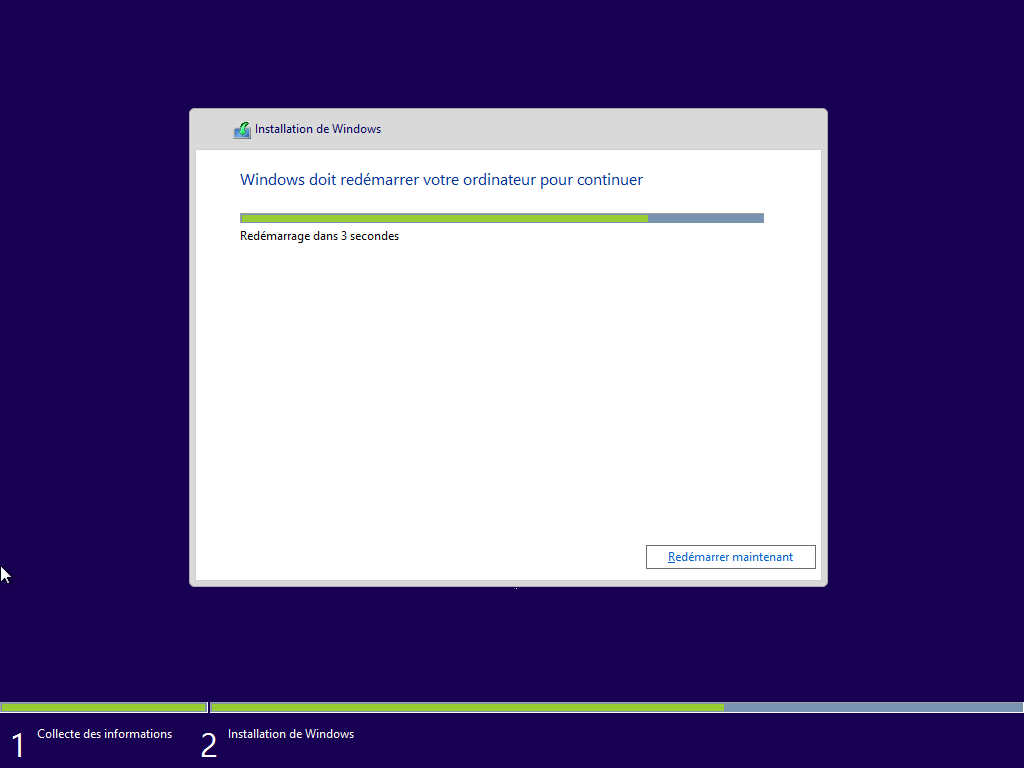 Installation de Windows
Windows doit redémarrer votre ordinateur pour continuer
Redémarrage dans 3 secondes
Redémarrer maintenant
1 Collecte des informations 2 Installation de Windows